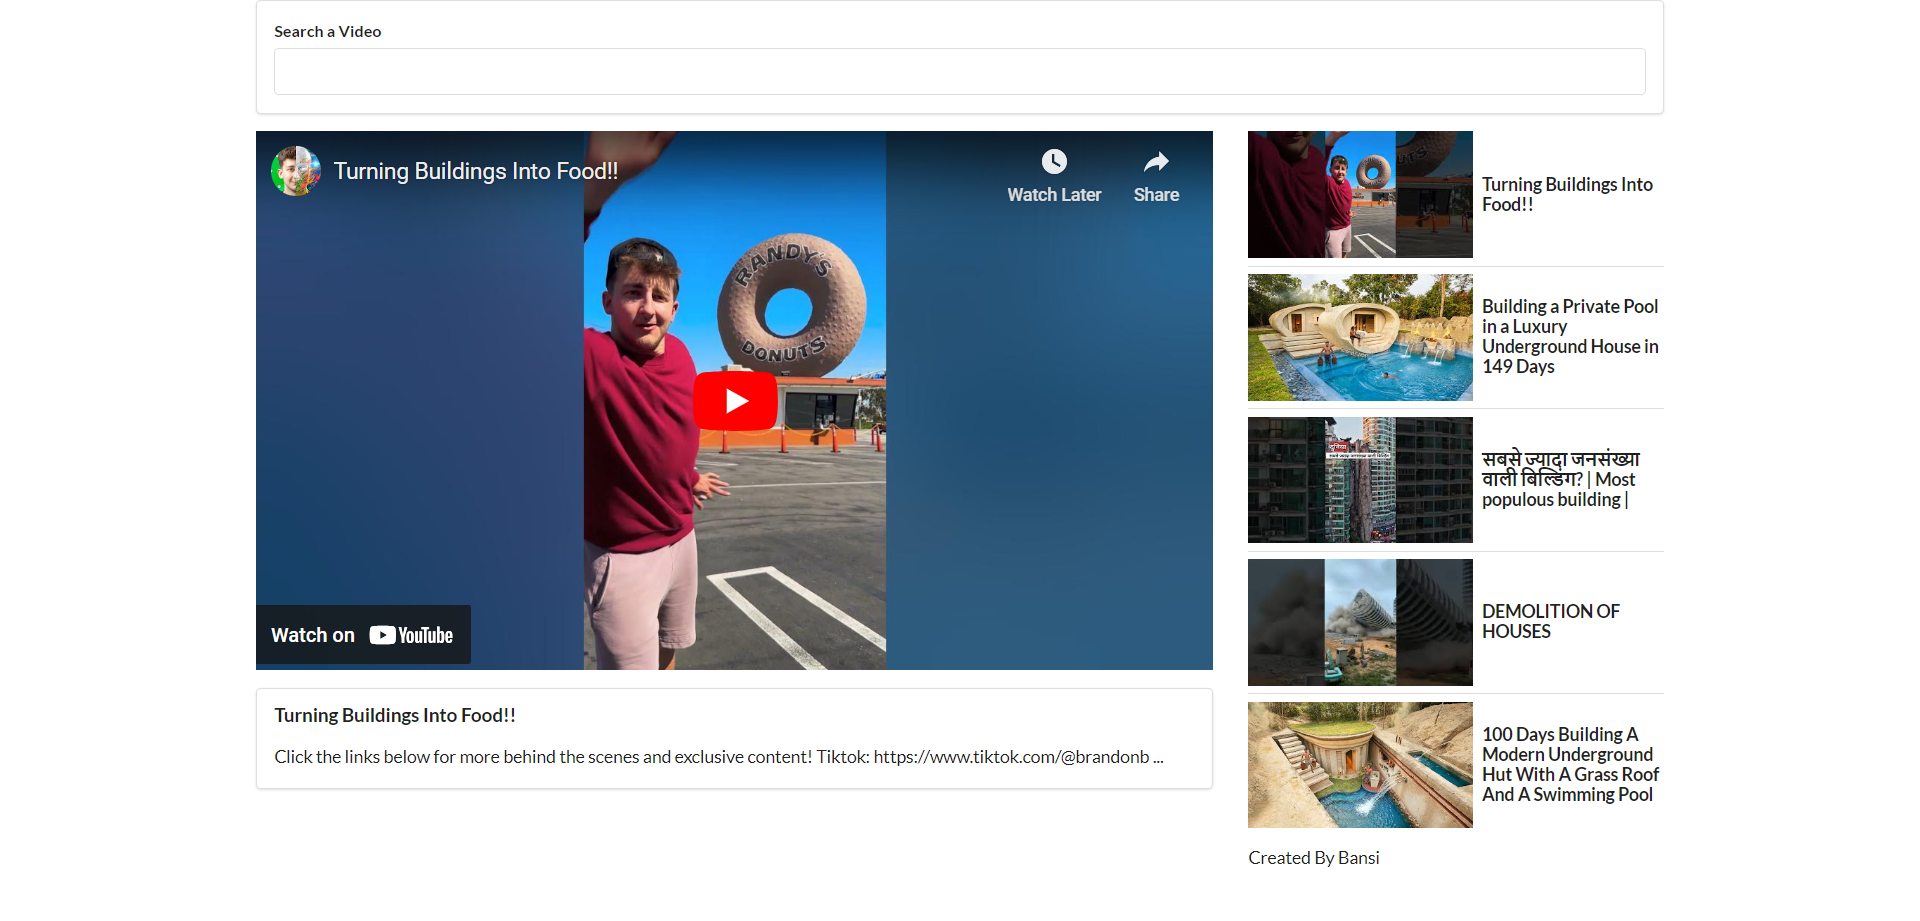 Search a Video
Turning Buildings Into Food!!
Watch Later
Share
RANDY'S
DONUTS
Watch on YouTube
Turning Buildings Into Food!!
Click the links below for more behind the scenes and exclusive content! Tiktok: https://www.tiktok.com/@brandonb ...
Turning Buildings Into
Food!!
Building a Private Pool
in a Luxury
Underground House in
149 Days
सबसे ज्यादा जनसंख्या
वाली बिल्डिंग? | Most
populous building |
DEMOLITION OF
HOUSES
100 Days Building A
Modern Underground
Hut With A Grass Roof
And A Swimming Pool
Created By Bansi